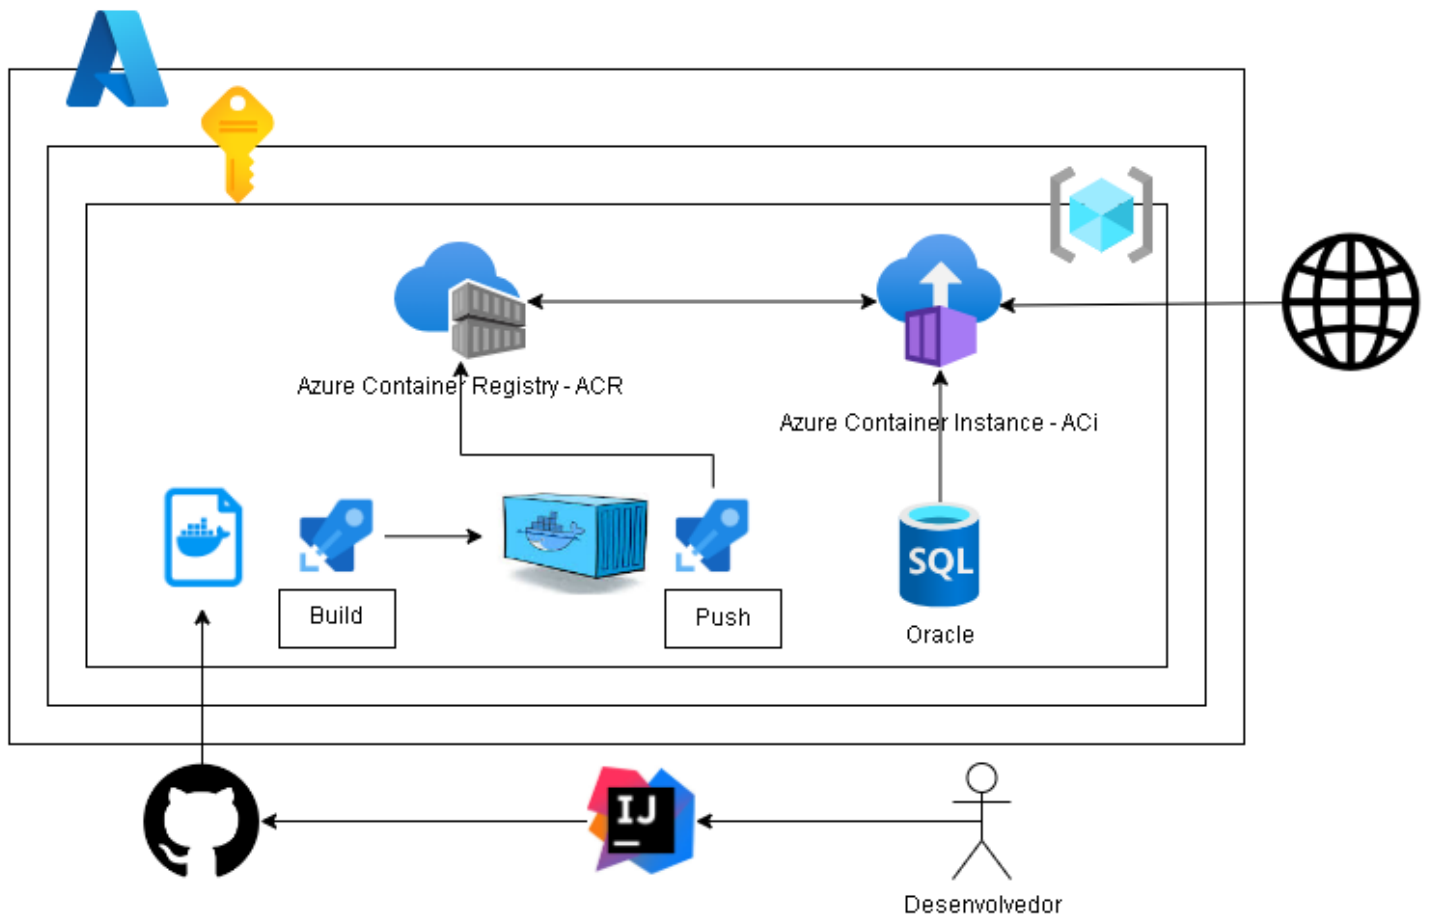 Azure Container Registry - ACR
Azure Container Instance - ACi
SQL
Build
Push
Oracle
IJ
Desenvolvedor